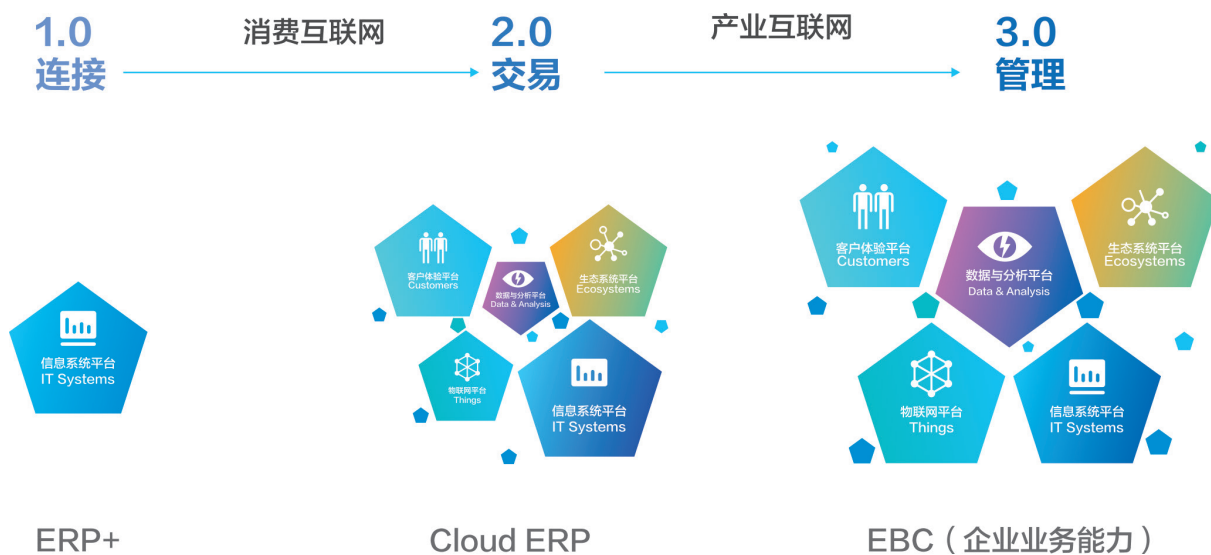 1.0
连接
消费互联网
2.0
交易
产业互联网
3.0
管理
信息系统平台
IT Systems
客户体验平台
Customers
数据与分析平台
Data & Analysis
生态系统平台
Ecosystems
物联网平台
Things
信息系统平台
IT Systems
客户体验平台
Customers
数据与分析平台
Data & Analysis
生态系统平台
Ecosystems
物联网平台
Things
信息系统平台
IT Systems
ERP+
Cloud ERP
EBC（企业业务能力）